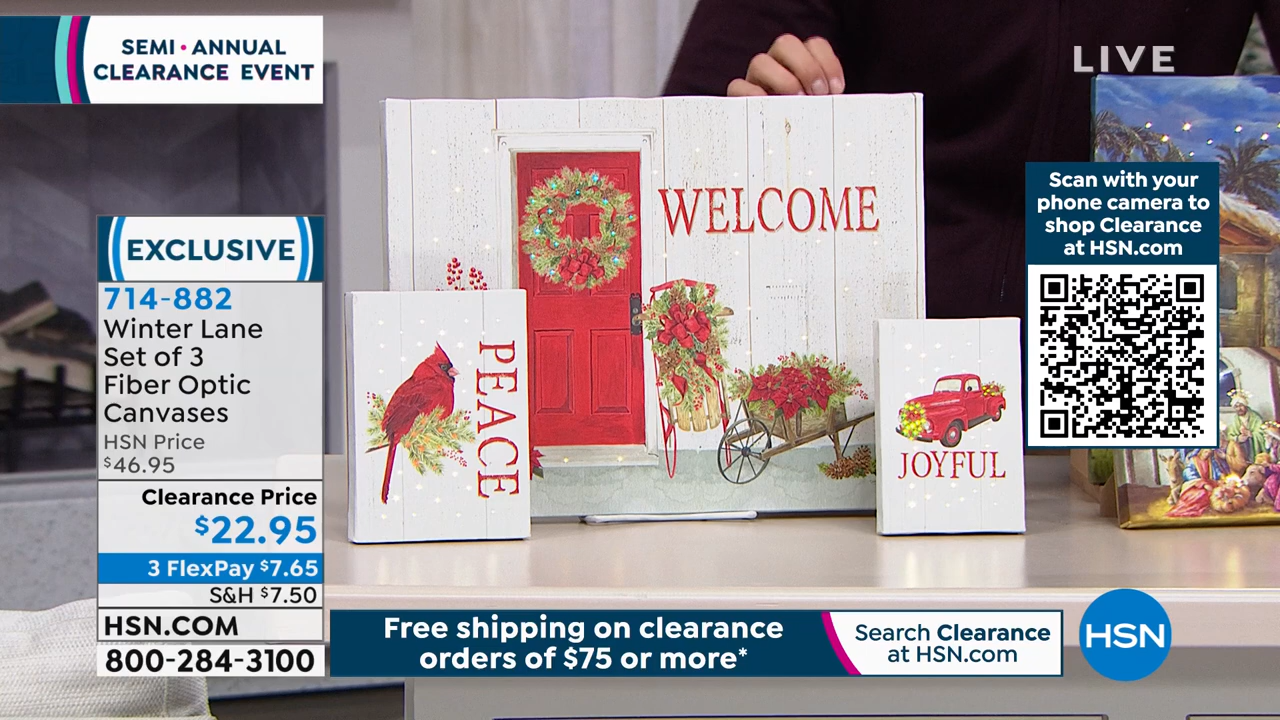 SEMI • ANNUAL
CLEARANCE EVENT
LIVE
EXCLUSIVE
714-882
Winter Lane
Set of 3
Fiber Optic
Canvases
HSN Price
$46.95
Clearance Price
$22.95
3 FlexPay $7.65
S&H $7.50
HSN.COM
800-284-3100
WELCOME
PEACE
JOYFUL
Scan with your
phone camera to
shop Clearance
at HSN.com
Free shipping on clearance
orders of $75 or more*
Search Clearance
at HSN.com
HSN